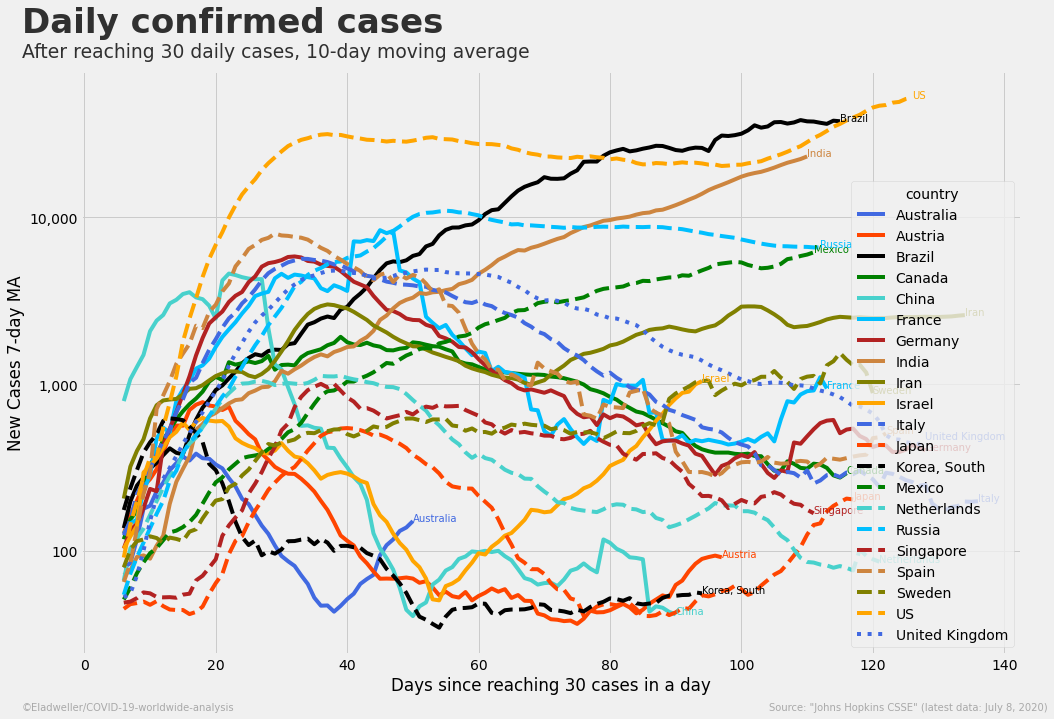 Daily confirmed cases
After reaching 30 daily cases, 10-day moving average
New Cases 7-day MA
10,000
1,000
100
0
20
40
60
80
100
120
140
Days since reaching 30 cases in a day
US
Brazil
India
Russia
Mexico
Iran
Israel
France
Sweden
United Kingdom
Germany
Canada
Japan
Italy
Singapore
Australia
Austria
Netherlands
Korea, South
China
country
Australia
Austria
Brazil
Canada
China
France
Germany
India
Iran
Israel
Italy
Japan
Korea, South
Mexico
Netherlands
Russia
Singapore
Spain
Sweden
US
United Kingdom
©Eladweller/COVID-19-worldwide-analysis
Source: "Johns Hopkins CSSE" (latest data: July 8, 2020)